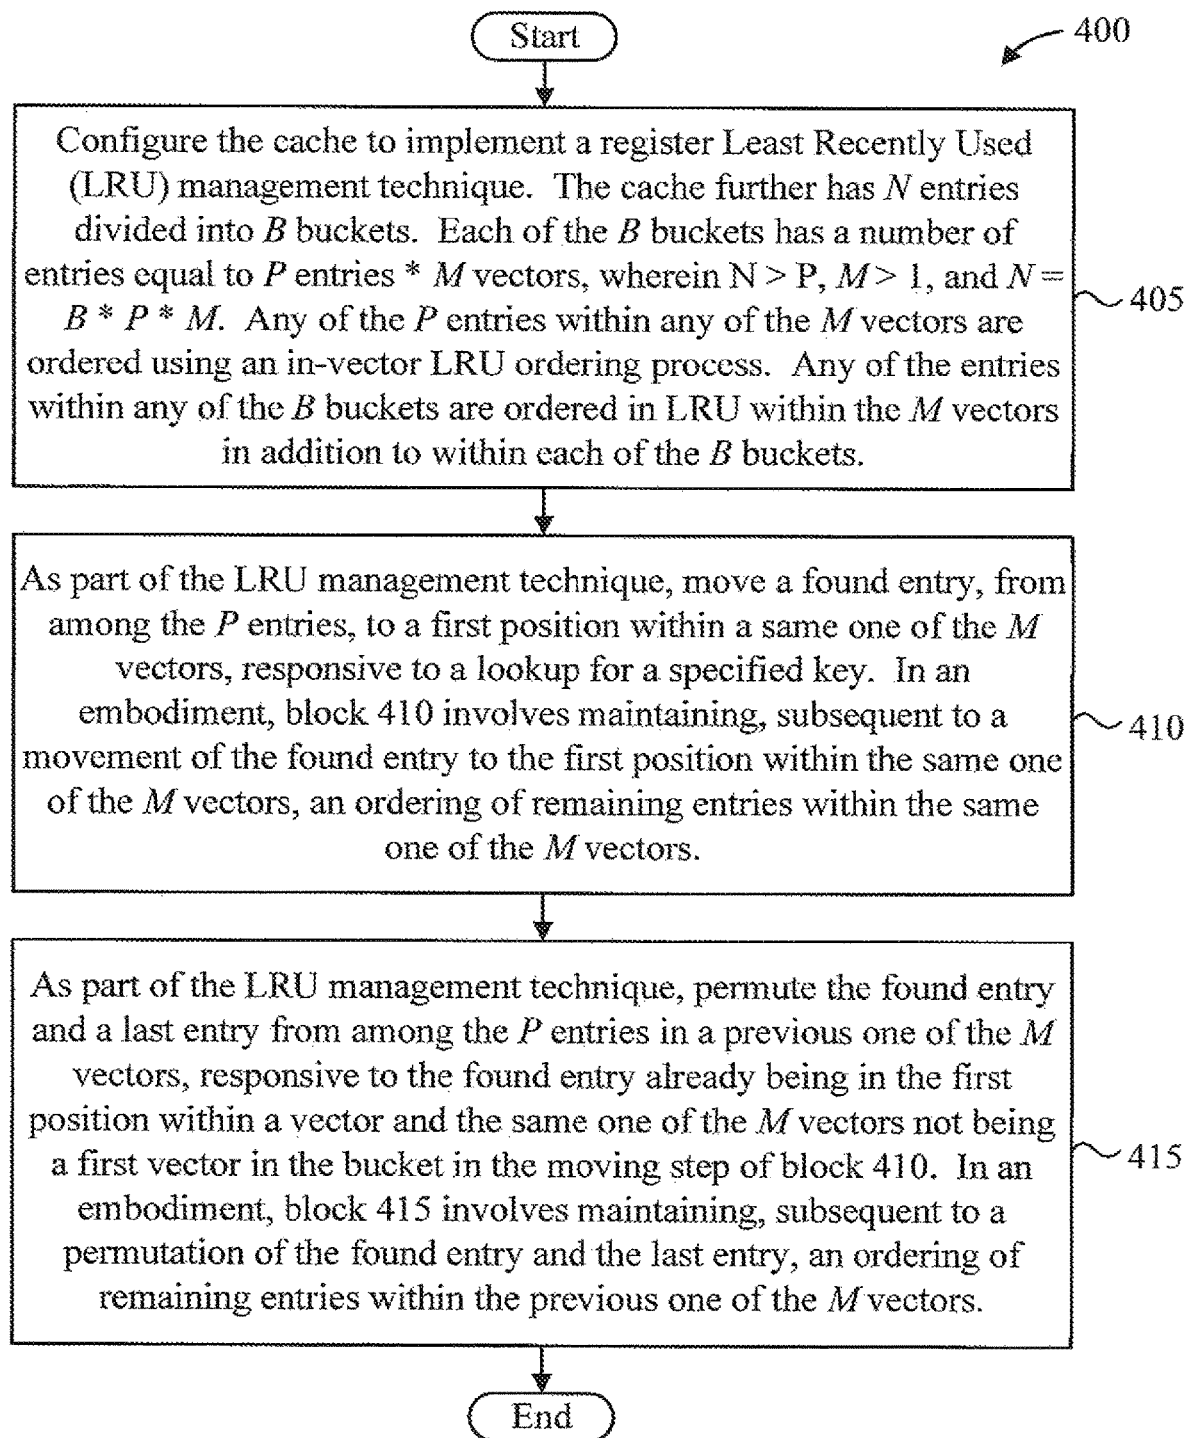 Start
400
Configure the cache to implement a register Least Recently Used
(LRU) management technique. The cache further has N entries
divided into B buckets. Each of the B buckets has a number of
entries equal to P entries * M vectors, wherein N > P, M > 1, and N =
B * P * M. Any of the P entries within any of the M vectors are
ordered using an in-vector LRU ordering process. Any of the entries
within any of the B buckets are ordered in LRU within the M vectors
in addition to within each of the B buckets.
405
As part of the LRU management technique, move a found entry, from
among the P entries, to a first position within a same one of the M
vectors, responsive to a lookup for a specified key. In an
embodiment, block 410 involves maintaining, subsequent to a
movement of the found entry to the first position within the same one
of the M vectors, an ordering of remaining entries within the same
one of the M vectors.
410
As part of the LRU management technique, permute the found entry
and a last entry from among the P entries in a previous one of the M
vectors, responsive to the found entry already being in the first
position within a vector and the same one of the M vectors not being
a first vector in the bucket in the moving step of block 410. In an
embodiment, block 415 involves maintaining, subsequent to a
permutation of the found entry and the last entry, an ordering of
remaining entries within the previous one of the M vectors.
415
End